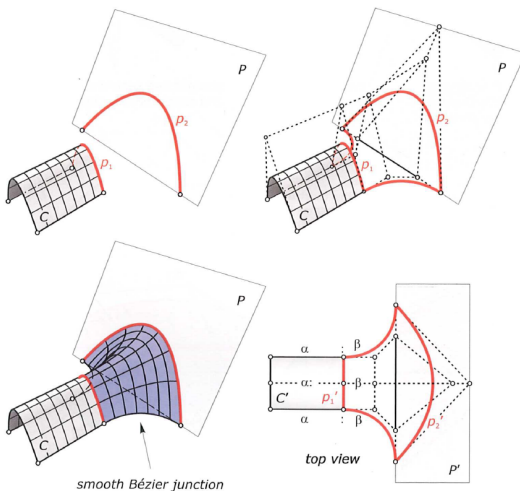 P
p2
p1
C
P
p2
p1
C
P
C
smooth Bézier junction
α β
α: β
C' p1' p2'
α β
top view
P'